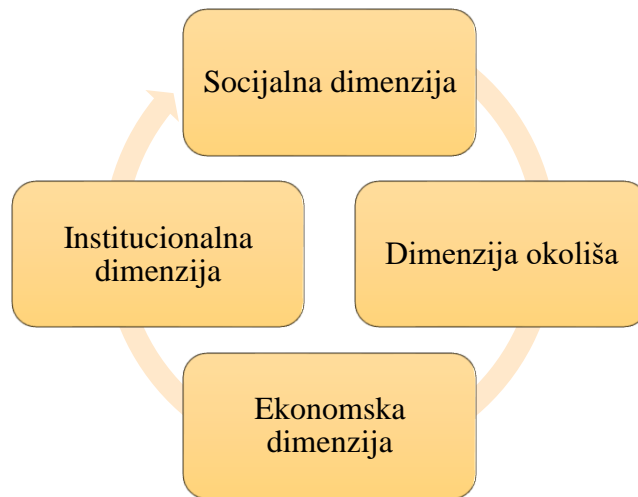 Socijalna dimenzija
Institucionalna
dimenzija
Dimenzija okoliša
Ekonomska
dimenzija